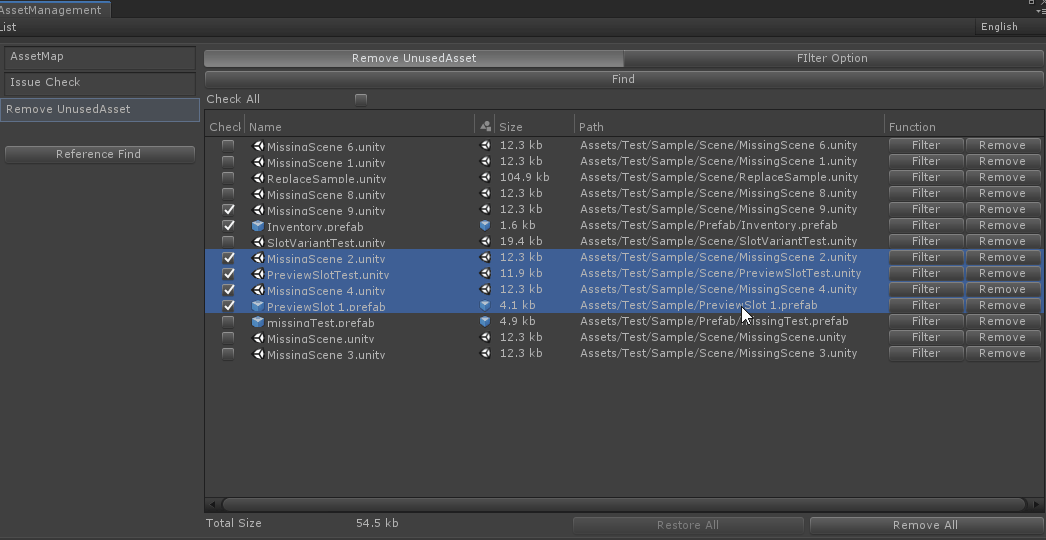 AssetManagement
List
English
AssetMap
Issue Check
Remove UnusedAsset
Reference Find
Remove UnusedAsset FIlter Option
Find
Check All
Check Name Size Path Function
MissingScene 6.unity 12.3 kb Assets/Test/Sample/Scene/MissingScene 6.unity Filter Remove
MissingScene 1.unity 12.3 kb Assets/Test/Sample/Scene/MissingScene 1.unity Filter Remove
ReplaceSample.unity 104.9 kb Assets/Test/Sample/Scene/ReplaceSample.unity Filter Remove
MissingScene 8.unity 12.3 kb Assets/Test/Sample/Scene/MissingScene 8.unity Filter Remove
MissingScene 9.unity 12.3 kb Assets/Test/Sample/Scene/MissingScene 9.unity Filter Remove
Inventory.prefab 1.6 kb Assets/Test/Sample/Prefab/Inventory.prefab Filter Remove
SlotVariantTest.unity 19.4 kb Assets/Test/Sample/Scene/SlotVariantTest.unity Filter Remove
MissingScene 2.unity 12.3 kb Assets/Test/Sample/Scene/MissingScene 2.unity Filter Remove
PreviewSlotTest.unity 11.9 kb Assets/Test/Sample/Scene/PreviewSlotTest.unity Filter Remove
MissingScene 4.unity 12.3 kb Assets/Test/Sample/Scene/MissingScene 4.unity Filter Remove
PreviewSlot 1.prefab 4.1 kb Assets/Test/Sample/PreviewSlot 1.prefab Filter Remove
missingTest.prefab 4.9 kb Assets/Test/Sample/Prefab/missingTest.prefab Filter Remove
MissingScene.unity 12.3 kb Assets/Test/Sample/Scene/MissingScene.unity Filter Remove
MissingScene 3.unity 12.3 kb Assets/Test/Sample/Scene/MissingScene 3.unity Filter Remove
Total Size 54.5 kb Restore All Remove All